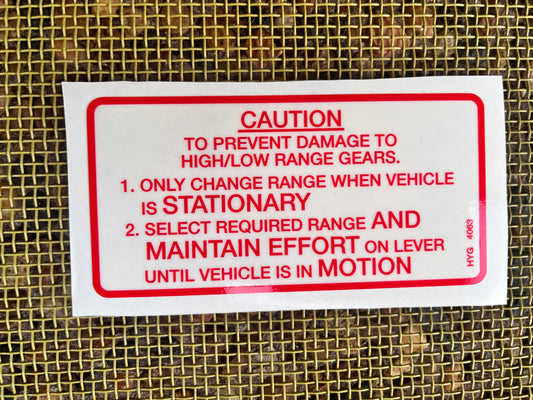 CAUTION
TO PREVENT DAMAGE TO
HIGH/LOW RANGE GEARS.
1. ONLY CHANGE RANGE WHEN VEHICLE
IS STATIONARY
2. SELECT REQUIRED RANGE AND
MAINTAIN EFFORT ON LEVER
UNTIL VEHICLE IS IN MOTION
HYG 4063